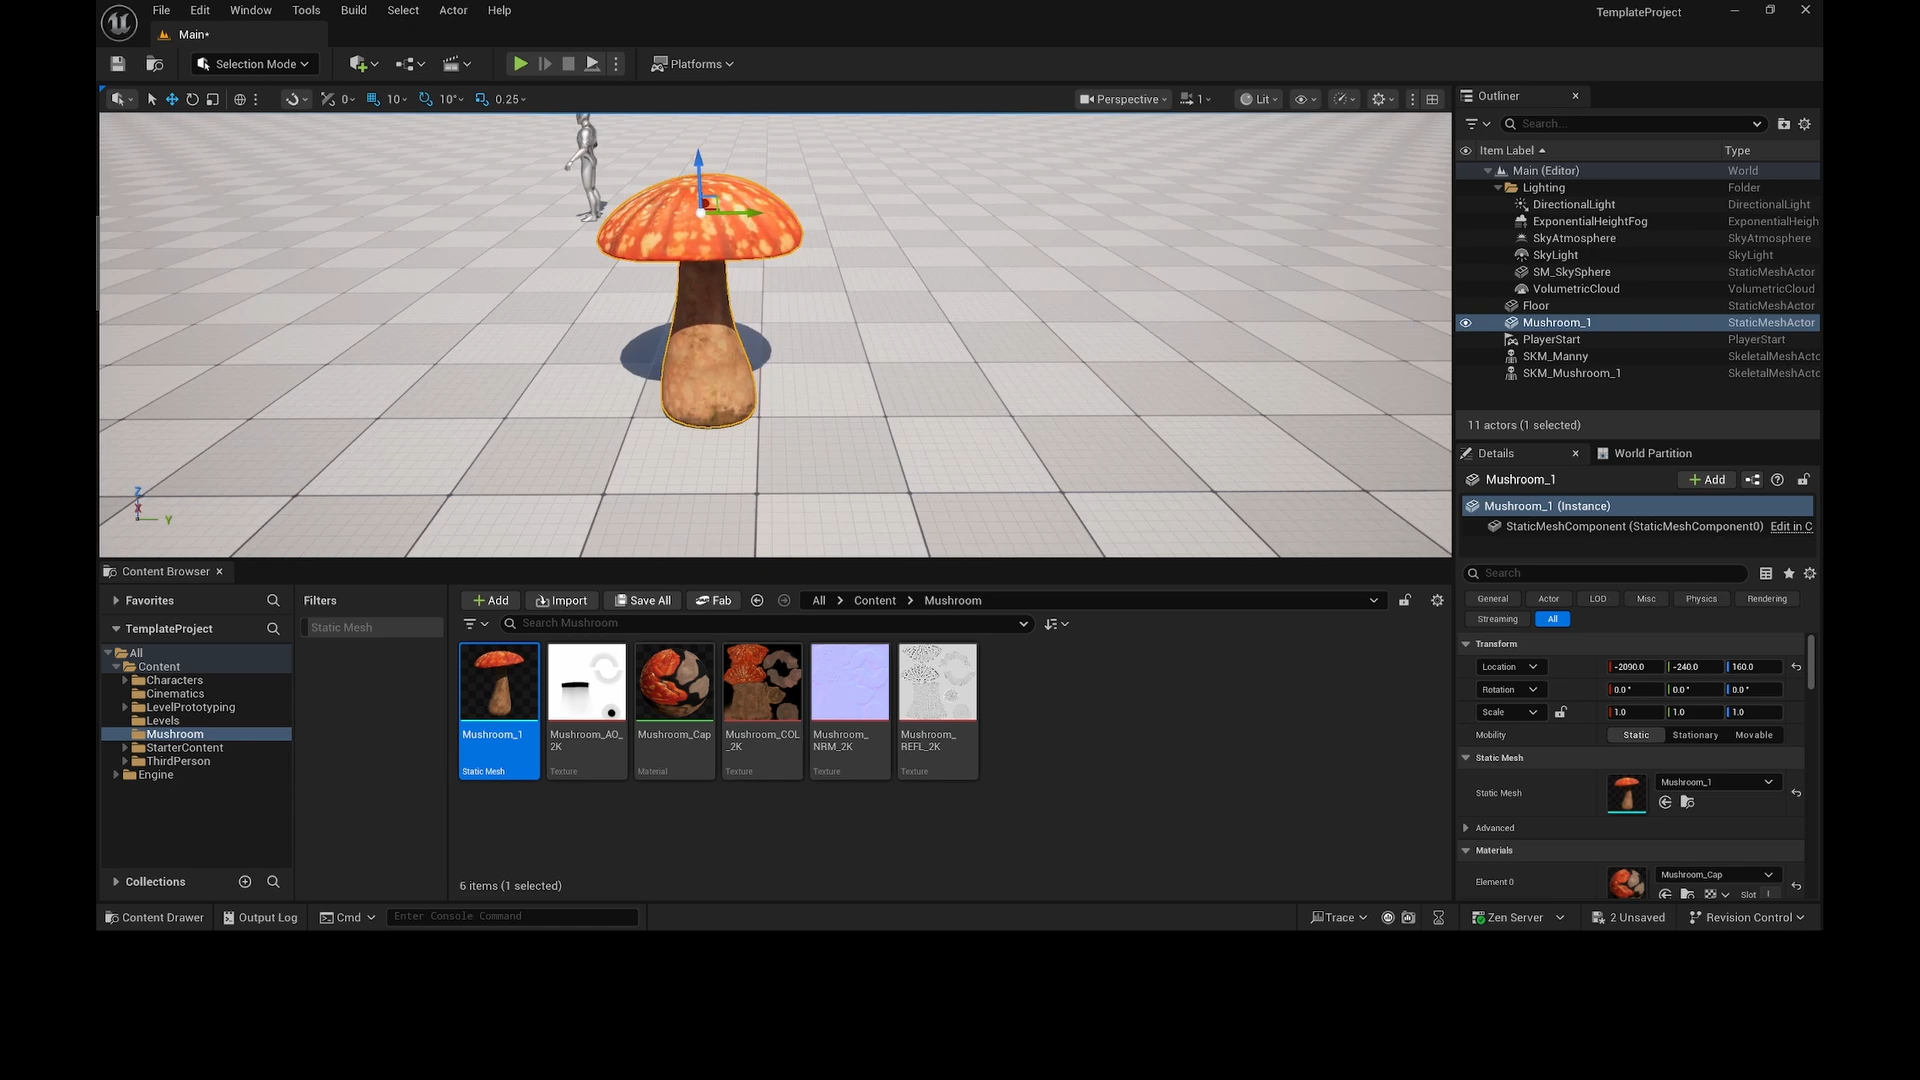 File Edit Window Tools Build Select Actor Help
TemplateProject
Main*
Selection Mode
Platforms
0 10 10° 0.25
Perspective 1 Lit
Z
X
Y
Outliner
Search...
Item Label Type
Main (Editor) World
Lighting Folder
DirectionalLight DirectionalLight
ExponentialHeightFog ExponentialHeigh
SkyAtmosphere SkyAtmosphere
SkyLight SkyLight
SM_SkySphere StaticMeshActor
VolumetricCloud VolumetricCloud
Floor StaticMeshActor
Mushroom_1 StaticMeshActor
PlayerStart PlayerStart
SKM_Manny SkeletalMeshActo
SKM_Mushroom_1 SkeletalMeshActo
11 actors (1 selected)
Details World Partition
Mushroom_1 Add
Mushroom_1 (Instance)
StaticMeshComponent (StaticMeshComponent0) Edit in C
Search
General Actor LOD Misc Physics Rendering
Streaming All
Transform
Location -2090.0 -240.0 160.0
Rotation 0.0° 0.0° 0.0°
Scale 1.0 1.0 1.0
Mobility Static Stationary Movable
Static Mesh
Static Mesh Mushroom_1
Advanced
Materials
Element 0 Mushroom_Cap
Slot
Content Browser
Favorites
TemplateProject
All
Content
Characters
Cinematics
LevelPrototyping
Levels
Mushroom
StarterContent
ThirdPerson
Engine
Collections
Filters
Static Mesh
Add Import Save All Fab All > Content > Mushroom
Search Mushroom
Mushroom_1
Static Mesh
Mushroom_AO_
2K
Texture
Mushroom_Cap
Material
Mushroom_COL
_2K
Texture
Mushroom_
NRM_2K
Texture
Mushroom_
REFL_2K
Texture
6 items (1 selected)
Content Drawer Output Log Cmd Enter Console Command
Trace Zen Server 2 Unsaved Revision Control